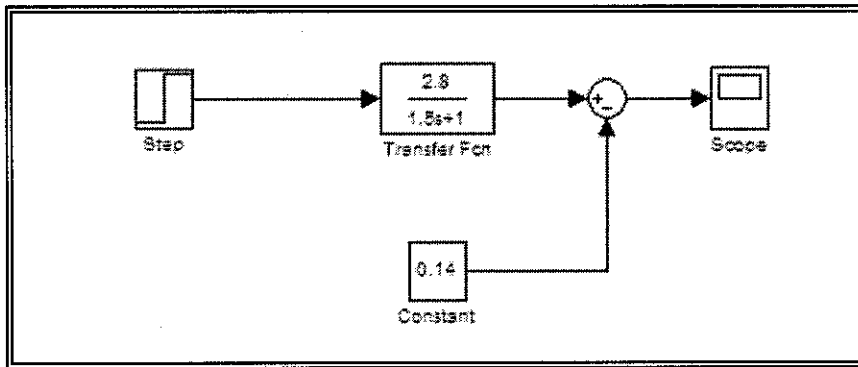 2.8
1.5s+1
+
-
Step
Transfer Fcn
Scope
0.14
Constant